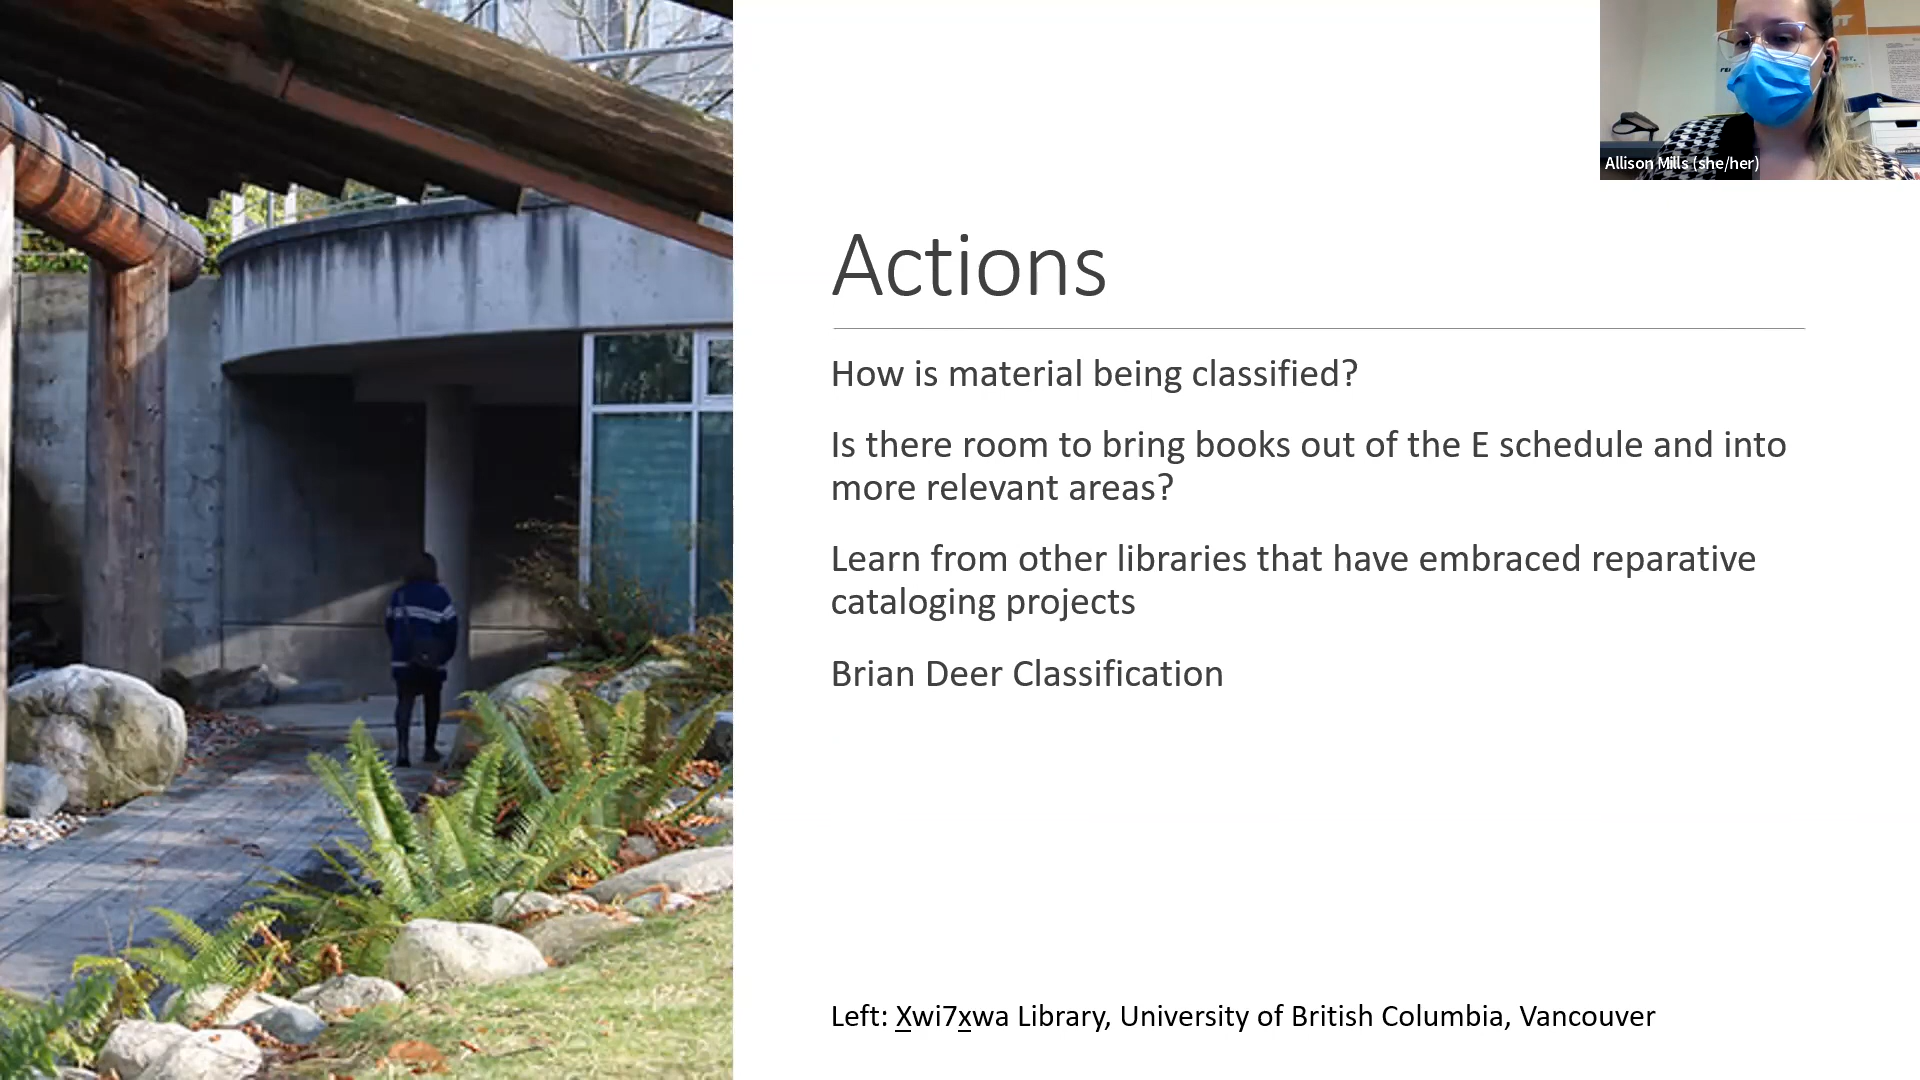 Allison Mills (she/her)
Actions
How is material being classified?
Is there room to bring books out of the E schedule and into
more relevant areas?
Learn from other libraries that have embraced reparative
cataloging projects
Brian Deer Classification
Left: X̲wi7x̲wa Library, University of British Columbia, Vancouver